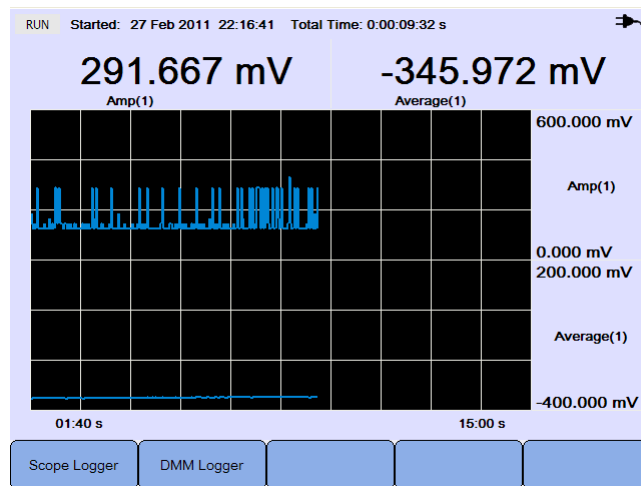 RUN Started: 27 Feb 2011 22:16:41 Total Time: 0:00:09:32 s
291.667 mV -345.972 mV
Amp(1) Average(1)
600.000 mV
Amp(1)
0.000 mV
200.000 mV
Average(1)
-400.000 mV
01:40 s 15:00 s
Scope Logger DMM Logger